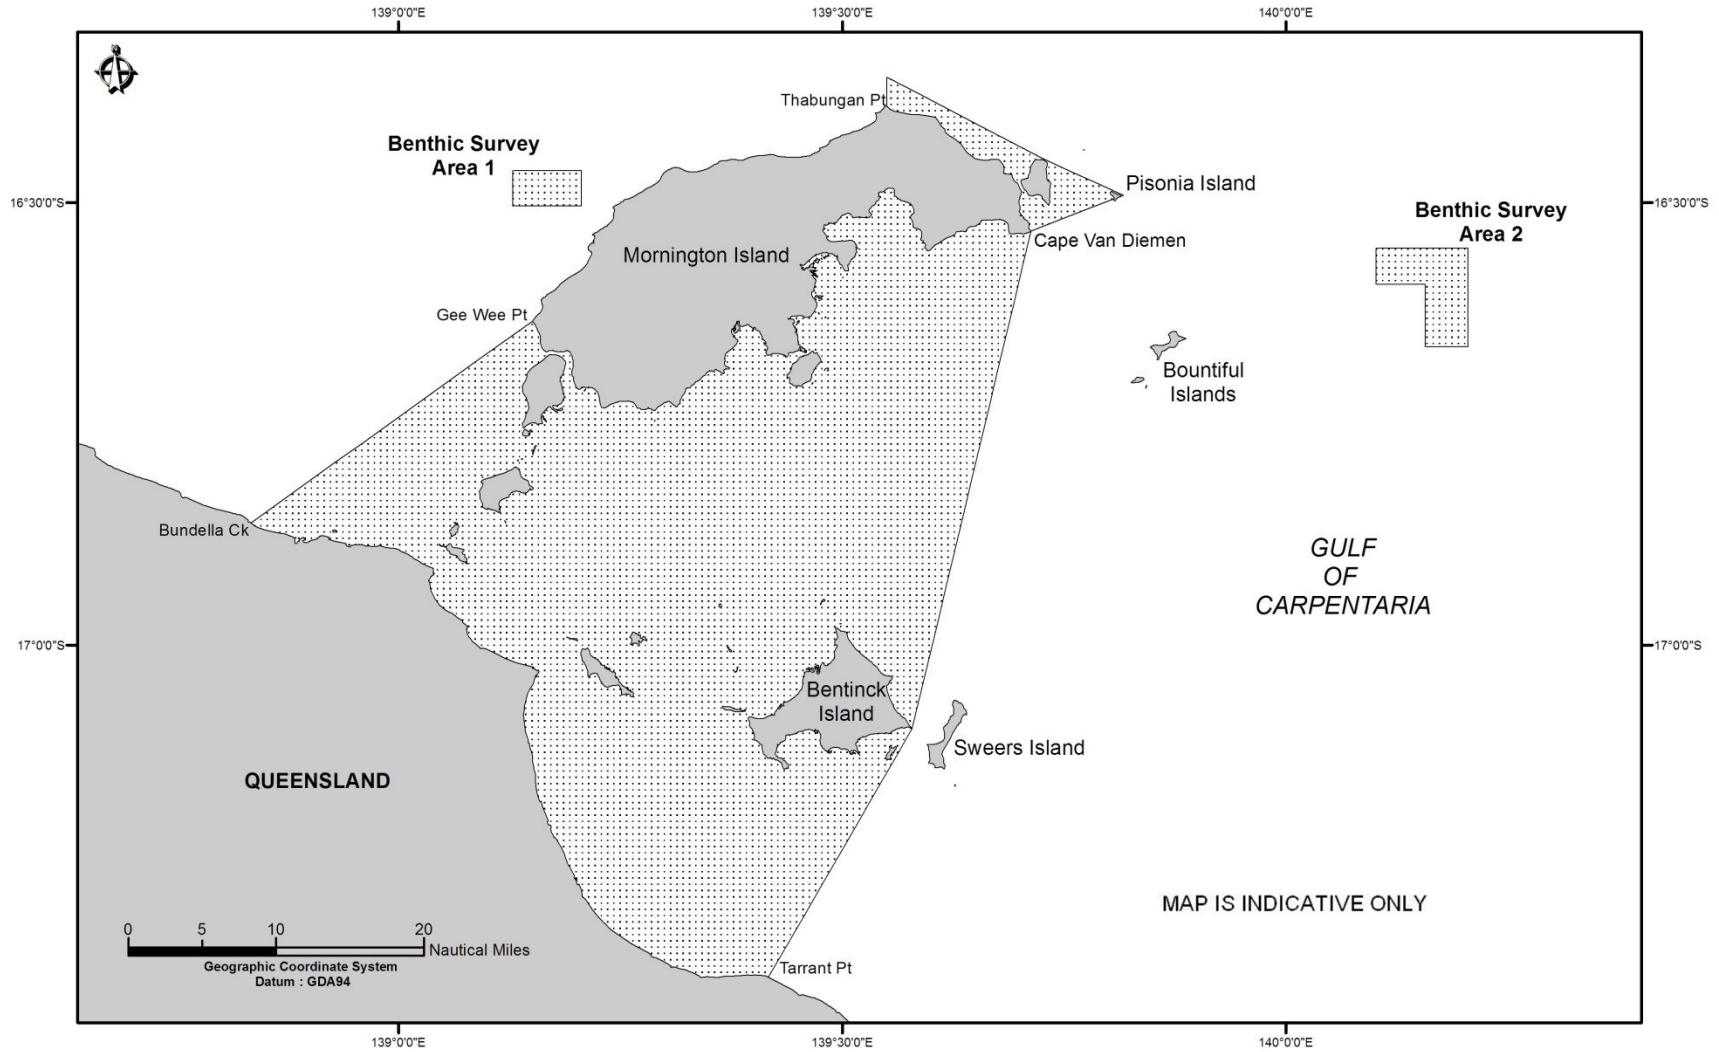 139°0'0"E
139°30'0"E
140°0'0"E
Thabungan Pt
Benthic Survey
Area 1
Pisonia Island
16°30'0"S
16°30'0"S
Benthic Survey
Area 2
Cape Van Diemen
Mornington Island
Gee Wee Pt
Bountiful
Islands
Bundella Ck
GULF
OF
CARPENTARIA
17°0'0"S
17°0'0"S
Bentinck
Island
Sweers Island
QUEENSLAND
MAP IS INDICATIVE ONLY
0 5 10 20
Nautical Miles
Geographic Coordinate System
Datum : GDA94
Tarrant Pt
139°0'0"E
139°30'0"E
140°0'0"E